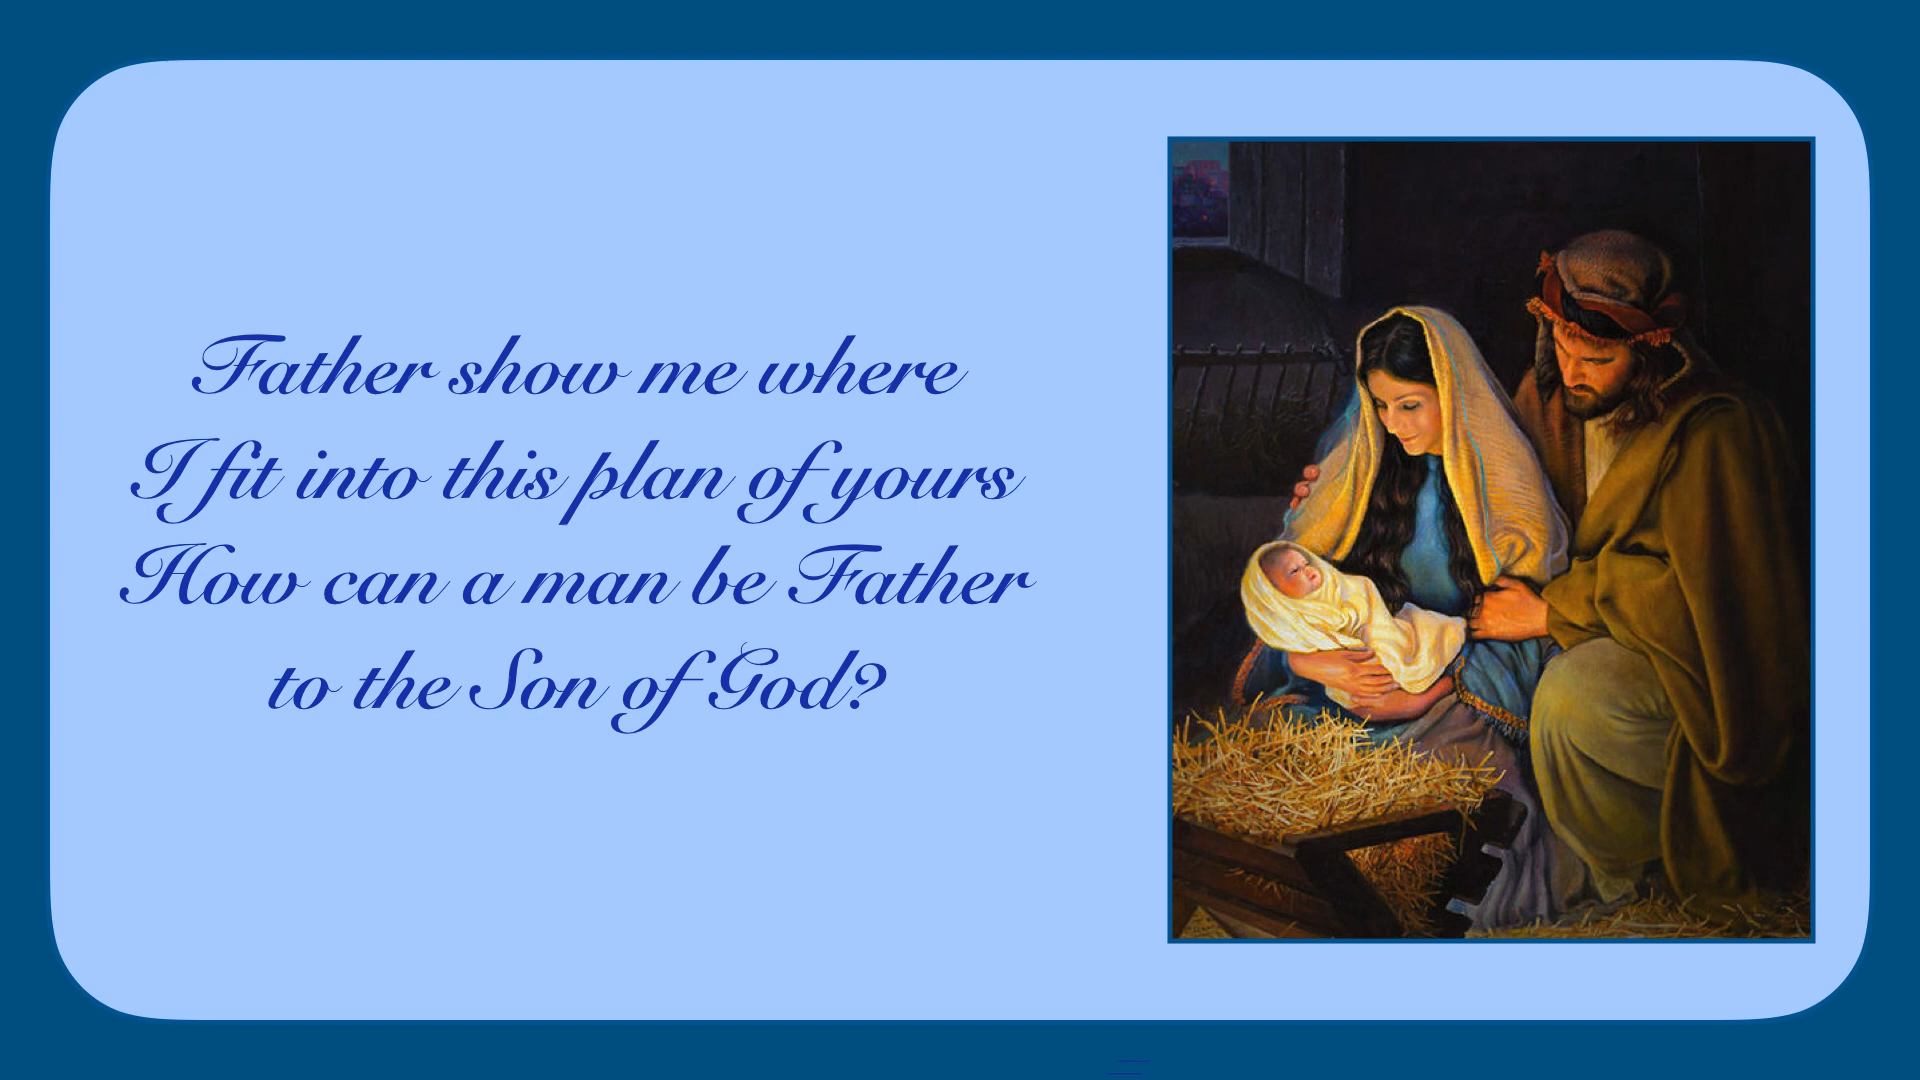 Father show me where
I fit into this plan of yours
How can a man be Father
to the Son of God?